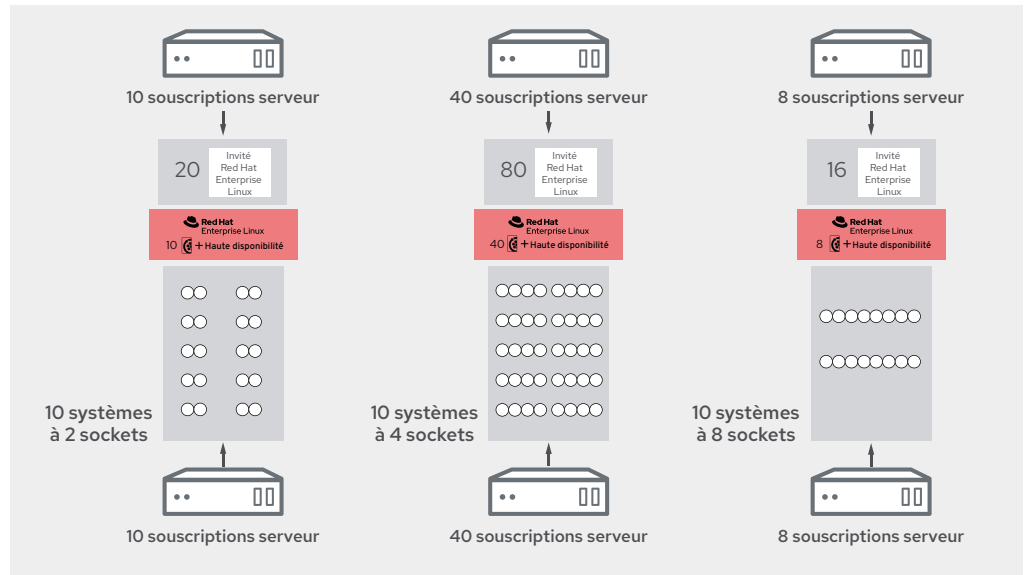 10 souscriptions serveur
20
Invité
Red Hat
Enterprise
Linux
Red Hat
Enterprise Linux
10 + Haute disponibilité
10 systèmes
à 2 sockets
10 souscriptions serveur
40 souscriptions serveur
80
Invité
Red Hat
Enterprise
Linux
Red Hat
Enterprise Linux
40 + Haute disponibilité
10 systèmes
à 4 sockets
40 souscriptions serveur
8 souscriptions serveur
16
Invité
Red Hat
Enterprise
Linux
Red Hat
Enterprise Linux
8 + Haute disponibilité
10 systèmes
à 8 sockets
8 souscriptions serveur